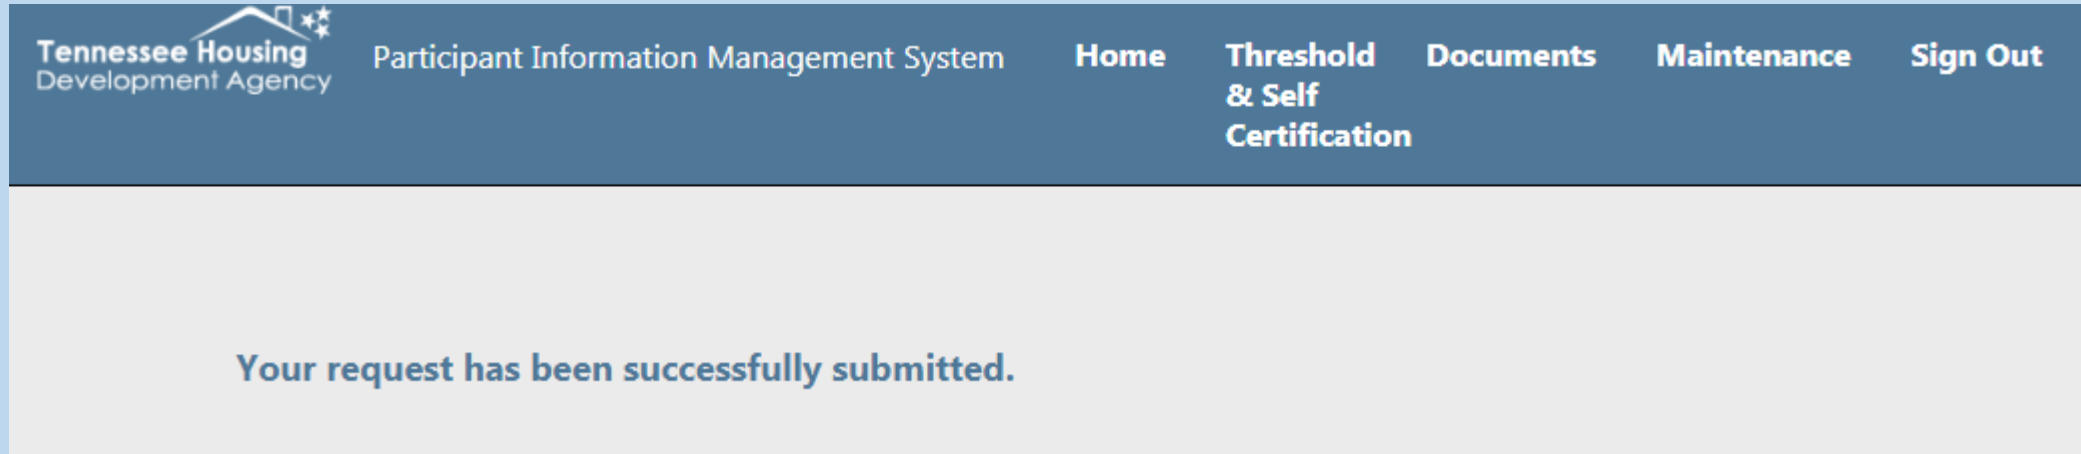 Tennessee Housing
Development Agency
Participant Information Management System
Home
Threshold
& Self
Certification
Documents
Maintenance
Sign Out
Your request has been successfully submitted.